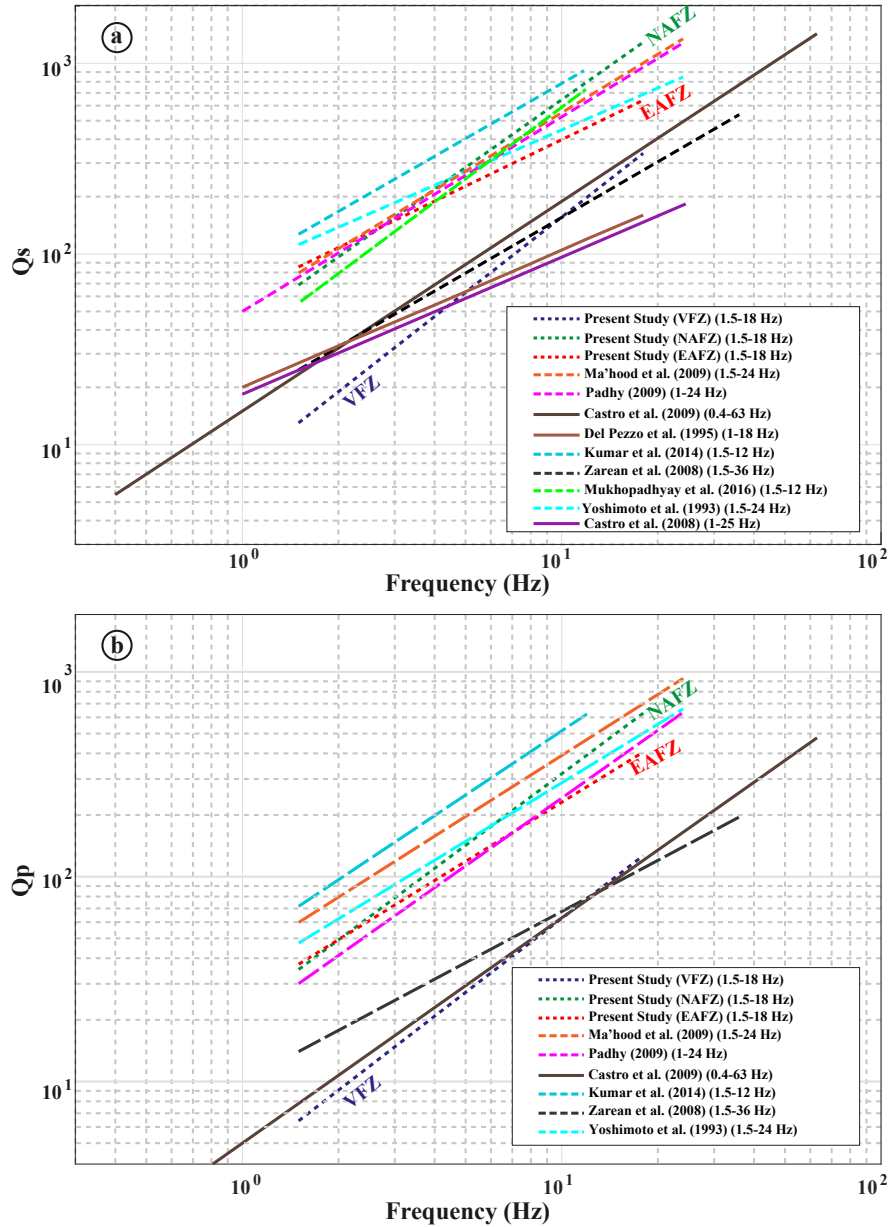 a
10³
10²
10¹
Qs
NAFZ
EAFZ
VFZ
Present Study (VFZ) (1.5-18 Hz)
Present Study (NAFZ) (1.5-18 Hz)
Present Study (EAFZ) (1.5-18 Hz)
Ma'hood et al. (2009) (1.5-24 Hz)
Padhy (2009) (1-24 Hz)
Castro et al. (2009) (0.4-63 Hz)
Del Pezzo et al. (1995) (1-18 Hz)
Kumar et al. (2014) (1.5-12 Hz)
Zarean et al. (2008) (1.5-36 Hz)
Mukhopadhyay et al. (2016) (1.5-12 Hz)
Yoshimoto et al. (1993) (1.5-24 Hz)
Castro et al. (2008) (1-25 Hz)
10⁰ 10¹ 10²
Frequency (Hz)
b
10³
10²
10¹
Qp
NAFZ
EAFZ
VFZ
Present Study (VFZ) (1.5-18 Hz)
Present Study (NAFZ) (1.5-18 Hz)
Present Study (EAFZ) (1.5-18 Hz)
Ma'hood et al. (2009) (1.5-24 Hz)
Padhy (2009) (1-24 Hz)
Castro et al. (2009) (0.4-63 Hz)
Kumar et al. (2014) (1.5-12 Hz)
Zarean et al. (2008) (1.5-36 Hz)
Yoshimoto et al. (1993) (1.5-24 Hz)
10⁰ 10¹ 10²
Frequency (Hz)